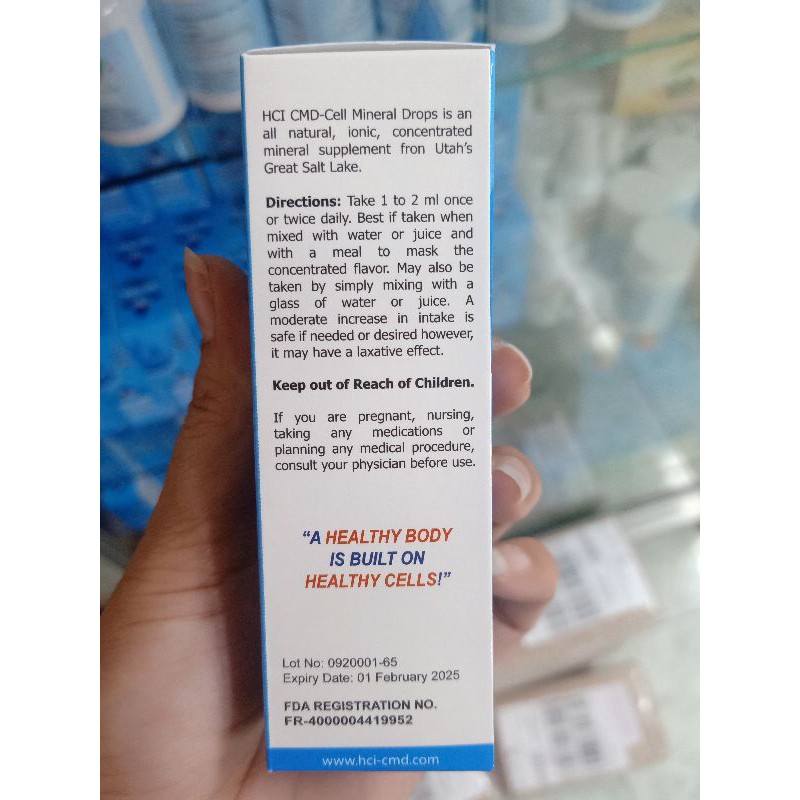 HCI CMD-Cell Mineral Drops is an
all natural, ionic, concentrated
mineral supplement fron Utah's
Great Salt Lake.
Directions: Take 1 to 2 ml once
or twice daily. Best if taken when
mixed with water or juice and
with a meal to mask the
concentrated flavor. May also be
taken by simply mixing with a
glass of water or juice. A
moderate increase in intake is
safe if needed or desired however,
it may have a laxative effect.
Keep out of Reach of Children.
If you are pregnant, nursing,
taking any medications or
planning any medical procedure,
consult your physician before use.
"A HEALTHY BODY
IS BUILT ON
HEALTHY CELLS!"
Lot No: 0920001-65
Expiry Date: 01 February 2025
FDA REGISTRATION NO.
FR-4000004419952
www.hci-cmd.com